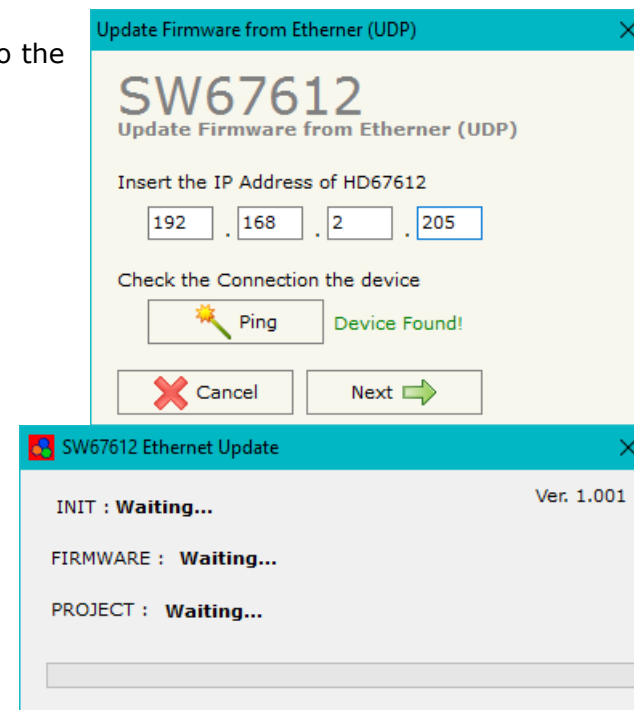 o the
Update Firmware from Etherner (UDP)
SW67612
Update Firmware from Etherner (UDP)
Insert the IP Address of HD67612
192 . 168 . 2 . 205
Check the Connection the device
Ping Device Found!
Cancel Next
SW67612 Ethernet Update
Ver. 1.001
INIT : Waiting...
FIRMWARE : Waiting...
PROJECT : Waiting...